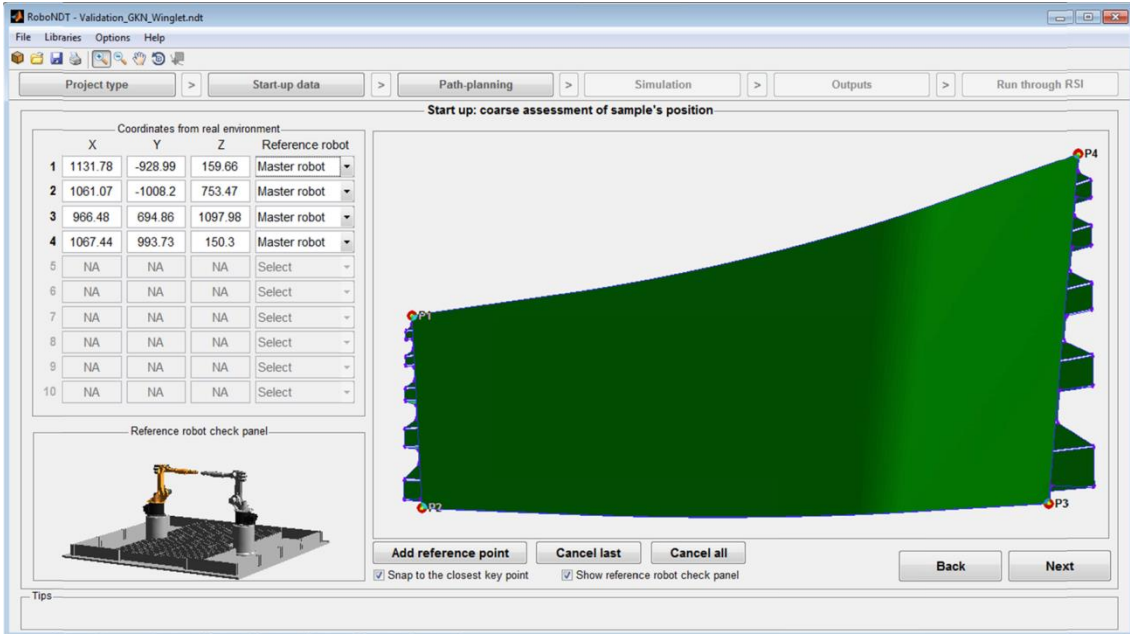 RoboNDT - Validation_GKN_Winglet.ndt
File Libraries Options Help
Project type > Start-up data > Path-planning > Simulation > Outputs > Run through RSI
Start up: coarse assessment of sample's position
Coordinates from real environment
X Y Z Reference robot
1 1131.78 -928.99 159.66 Master robot
2 1061.07 -1008.2 753.47 Master robot
3 966.48 694.86 1097.98 Master robot
4 1067.44 993.73 150.3 Master robot
5 NA NA NA Select
6 NA NA NA Select
7 NA NA NA Select
8 NA NA NA Select
9 NA NA NA Select
10 NA NA NA Select
Reference robot check panel
P4
P1
P2
P3
Add reference point Cancel last Cancel all
Snap to the closest key point Show reference robot check panel
Back Next
Tips